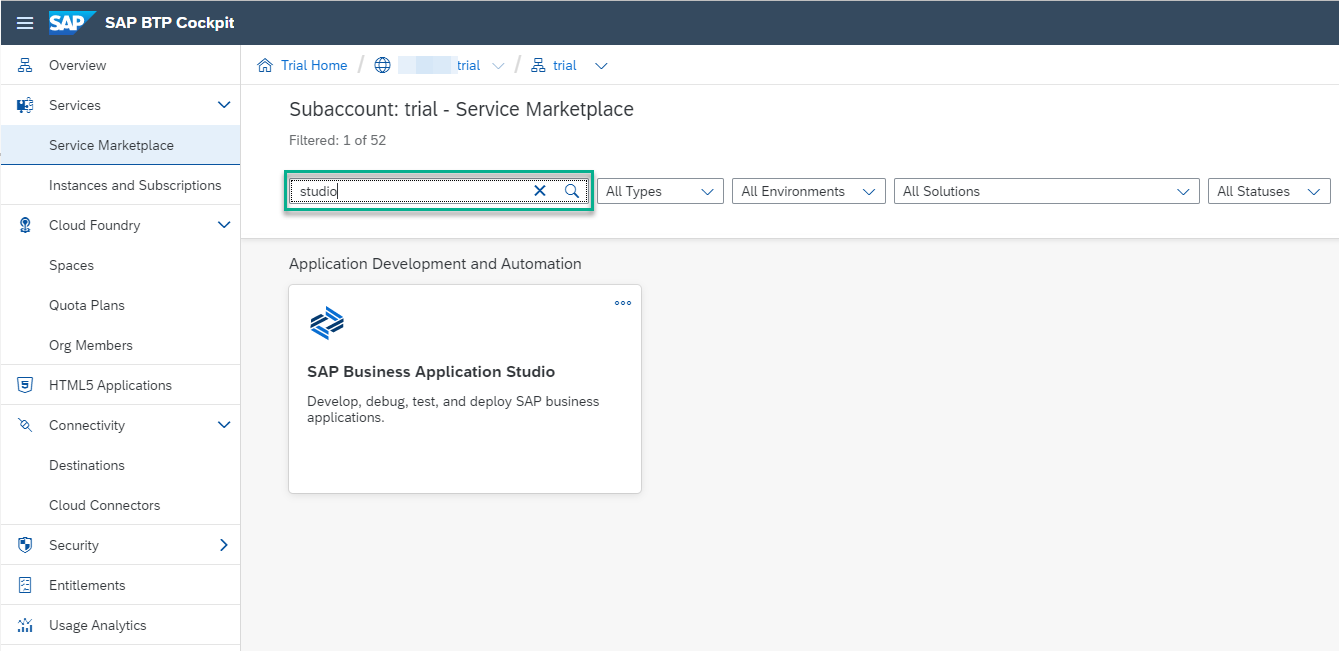 SAP SAP BTP Cockpit
Overview
Services
Service Marketplace
Instances and Subscriptions
Cloud Foundry
Spaces
Quota Plans
Org Members
HTML5 Applications
Connectivity
Destinations
Cloud Connectors
Security
Entitlements
Usage Analytics
Trial Home / trial / trial
Subaccount: trial - Service Marketplace
Filtered: 1 of 52
studio All Types All Environments All Solutions All Statuses
Application Development and Automation
SAP Business Application Studio
Develop, debug, test, and deploy SAP business
applications.